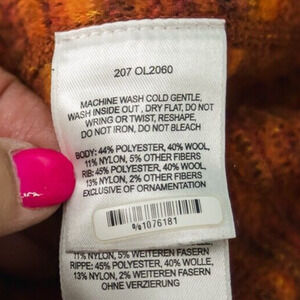 207 OL2060
MACHINE WASH COLD GENTLE,
WASH INSIDE OUT, DRY FLAT, DO NOT
WRING OR TWIST, RESHAPE,
DO NOT IRON, DO NOT BLEACH
BODY: 44% POLYESTER, 40% WOOL,
11% NYLON, 5% OTHER FIBERS
RIB: 45% POLYESTER, 40% WOOL,
13% NYLON, 2% OTHER FIBERS
EXCLUSIVE OF ORNAMENTATION
1076181
11% NYLON, 5% WEITEREN FASERN
RIPPE: 45% POLYESTER, 40% WOLLE,
13% NYLON, 2% WEITEREN FASERN
OHNE VERZIERUNGEN